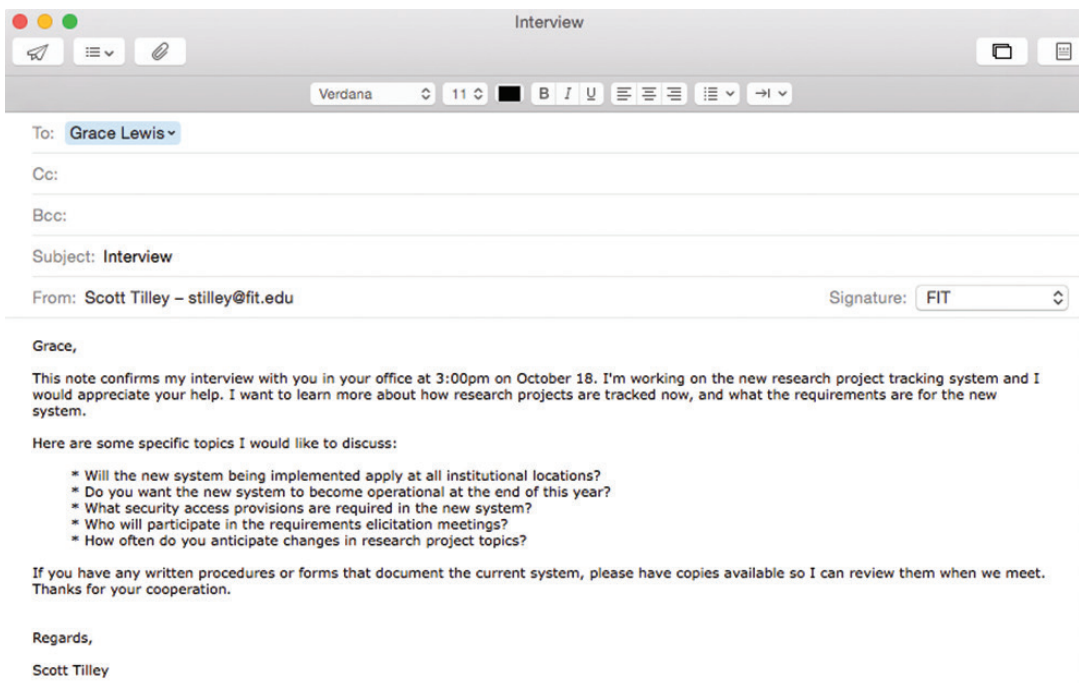 Interview
Verdana 11 B I U
To: Grace Lewis
Cc:
Bcc:
Subject: Interview
From: Scott Tilley – stilley@fit.edu Signature: FIT
Grace,
This note confirms my interview with you in your office at 3:00pm on October 18. I'm working on the new research project tracking system and I
would appreciate your help. I want to learn more about how research projects are tracked now, and what the requirements are for the new
system.
Here are some specific topics I would like to discuss:
* Will the new system being implemented apply at all institutional locations?
* Do you want the new system to become operational at the end of this year?
* What security access provisions are required in the new system?
* Who will participate in the requirements elicitation meetings?
* How often do you anticipate changes in research project topics?
If you have any written procedures or forms that document the current system, please have copies available so I can review them when we meet.
Thanks for your cooperation.
Regards,
Scott Tilley